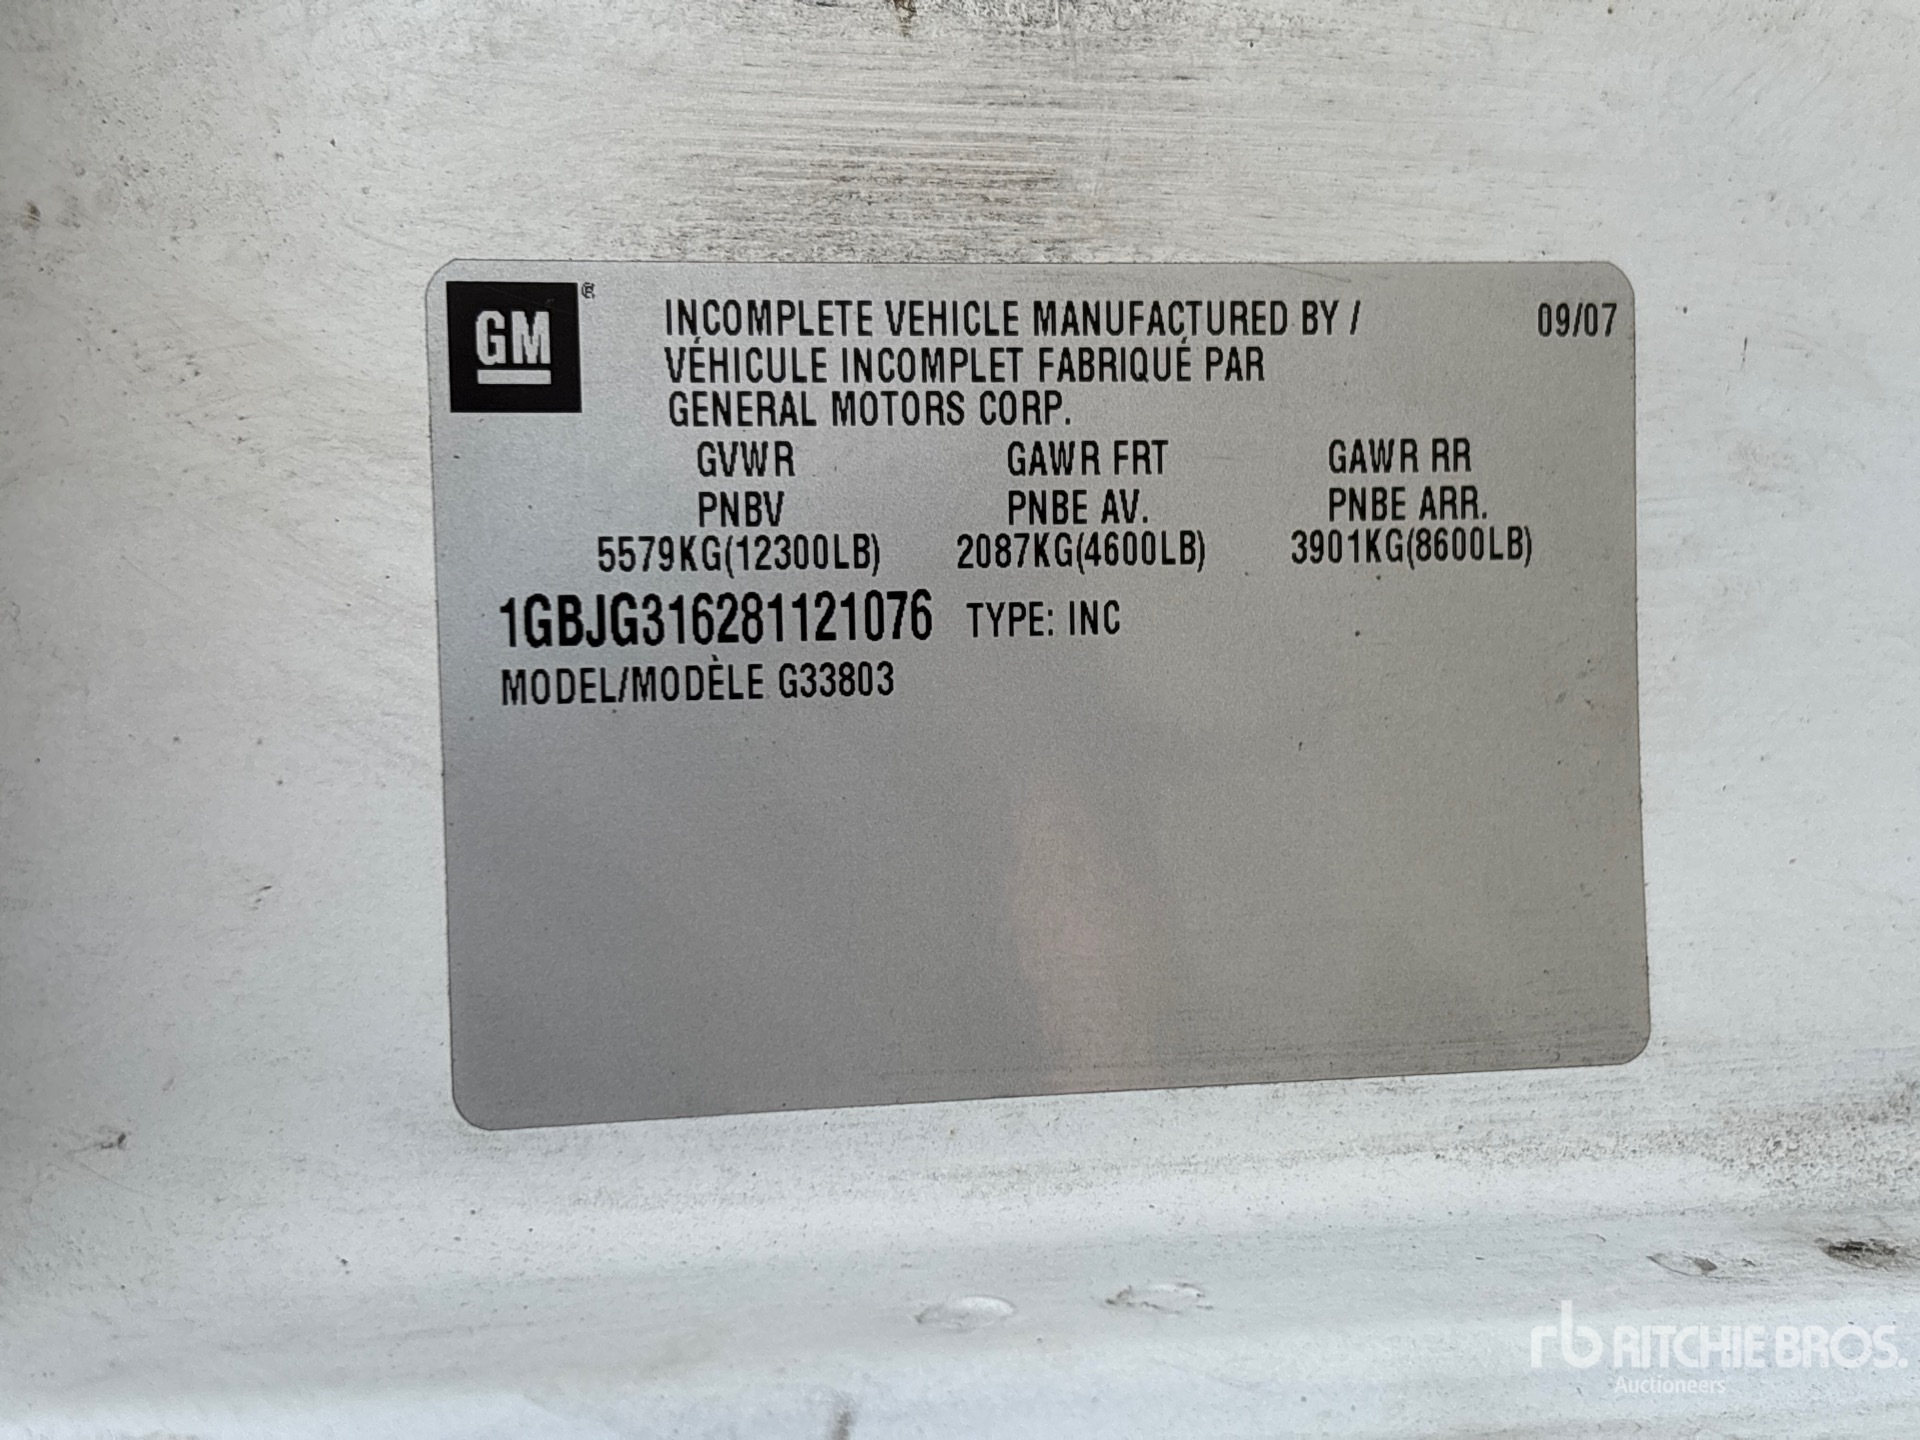 GM®
INCOMPLETE VEHICLE MANUFACTURED BY / 09/07
VÉHICULE INCOMPLET FABRIQUÉ PAR
GENERAL MOTORS CORP.
GVWR GAWR FRT GAWR RR
PNBV PNBE AV. PNBE ARR.
5579KG(12300LB) 2087KG(4600LB) 3901KG(8600LB)
1GBJG316281121076 TYPE: INC
MODEL/MODÈLE G33803
rb RITCHIE BROS.
Auctioneers